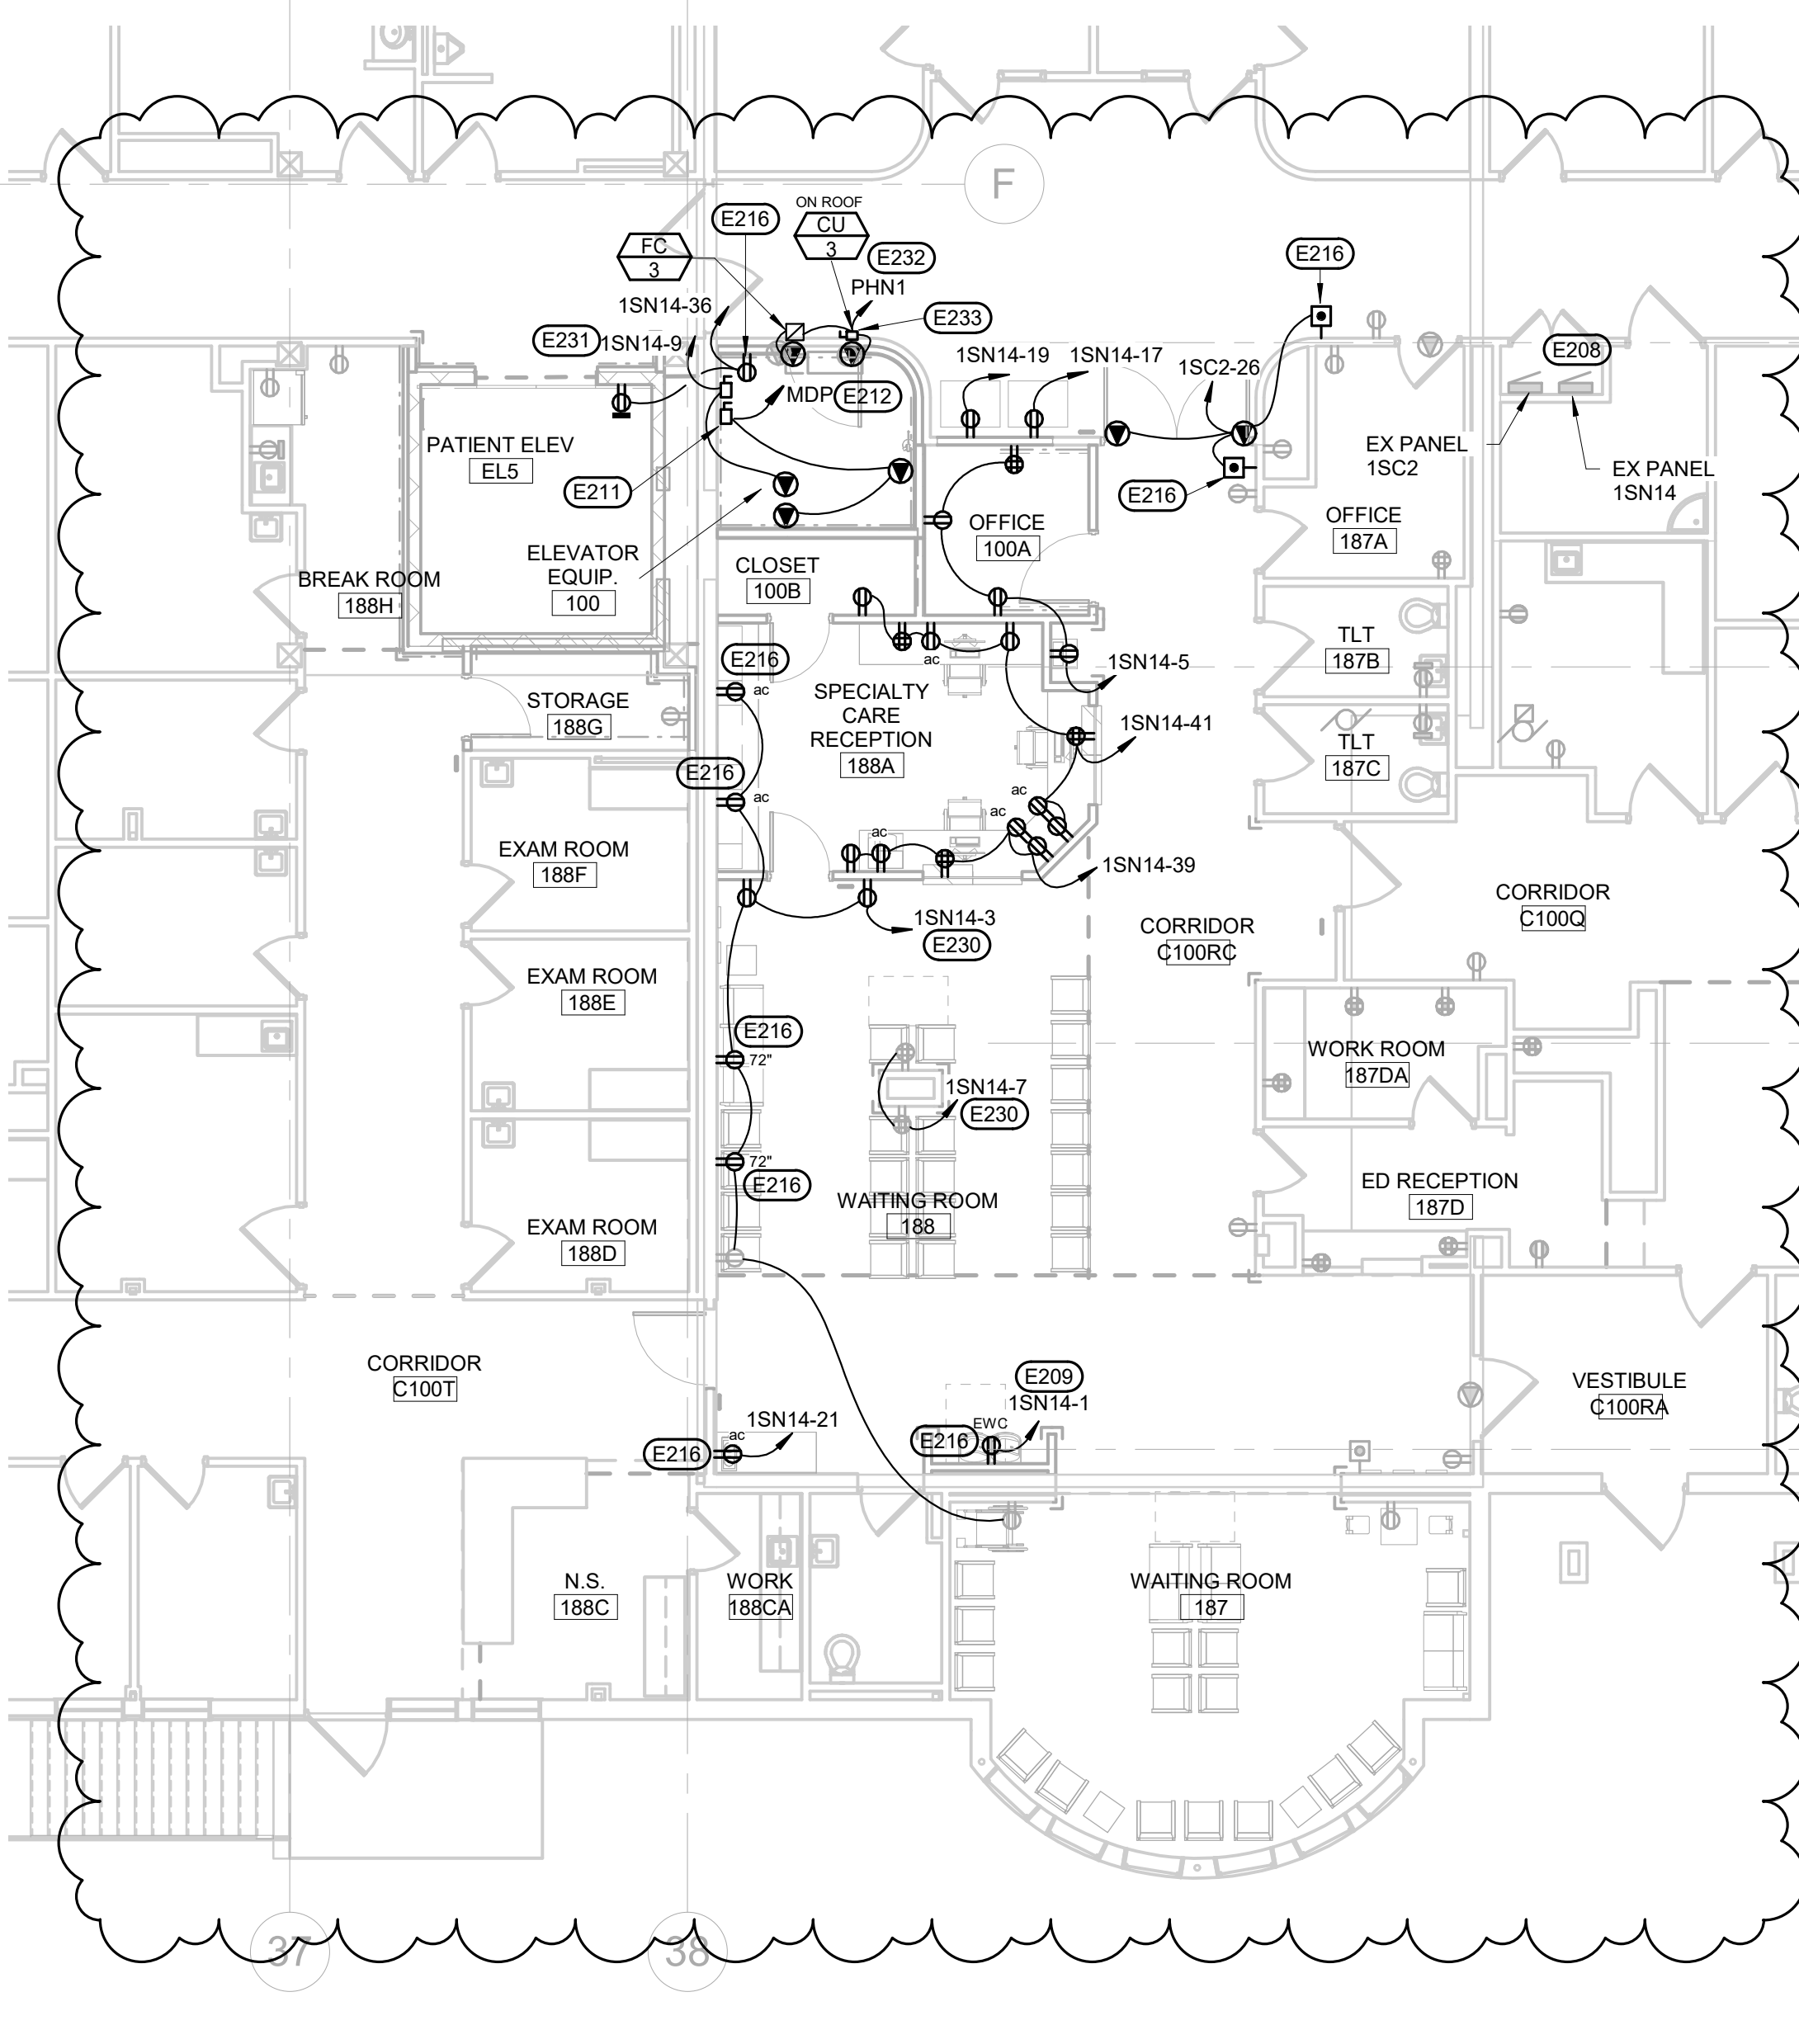 F
ON ROOF
E216
CU
3
FC
3
E232
PHN1
E216
1SN14-36
E233
E231
1SN14-9
1SN14-19
1SN14-17
1SC2-26
E208
MDP
E212
PATIENT ELEV
EL5
E211
E216
EX PANEL
1SC2
EX PANEL
1SN14
OFFICE
100A
OFFICE
187A
ELEVATOR
EQUIP.
100
CLOSET
100B
BREAK ROOM
188H
TLT
187B
E216
ac
ac
1SN14-5
STORAGE
188G
SPECIALTY
CARE
RECEPTION
188A
1SN14-41
TLT
187C
E216
ac
ac
ac
ac
EXAM ROOM
188F
1SN14-39
CORRIDOR
C100Q
1SN14-3
E230
CORRIDOR
C100RC
EXAM ROOM
188E
E216
72"
WORK ROOM
187DA
1SN14-7
E230
72"
E216
WAITING ROOM
188
ED RECEPTION
187D
EXAM ROOM
188D
CORRIDOR
C100T
E209
1SN14-1
VESTIBULE
C100RA
1SN14-21
ac
E216
EWC
E216
N.S.
188C
WORK
188CA
WAITING ROOM
187
37
38